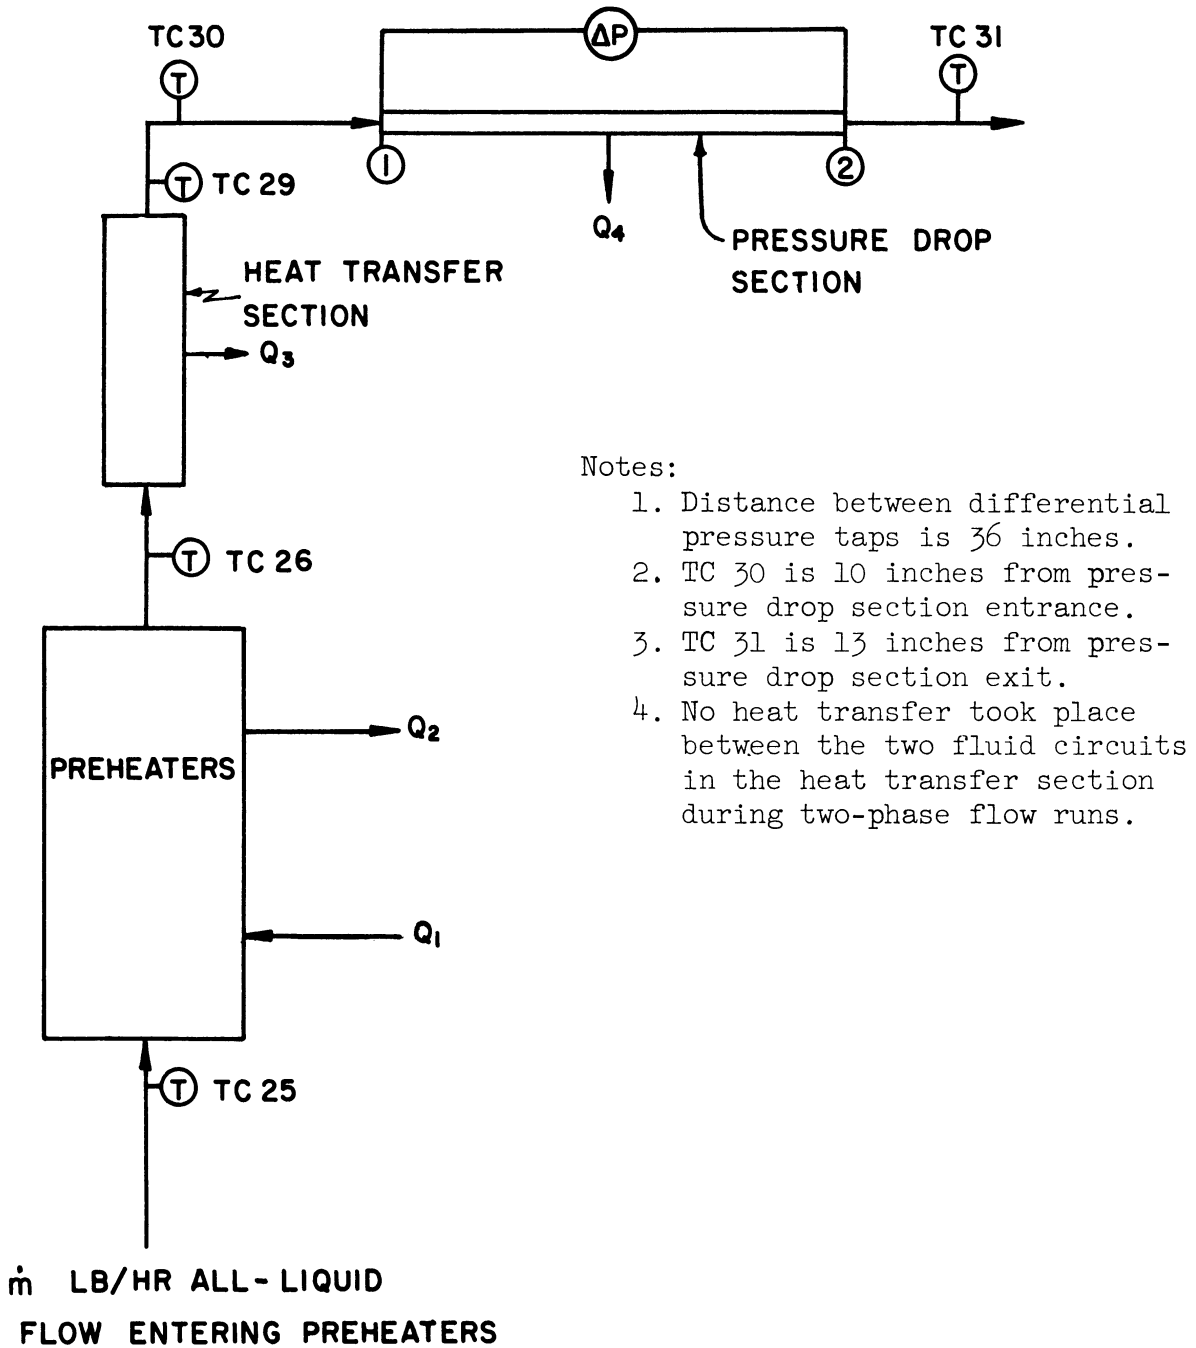 TC 30
TC 31
ΔP
T
T
1
2
T TC 29
Q4
PRESSURE DROP
SECTION
HEAT TRANSFER
SECTION
Q3
Notes:
1. Distance between differential
pressure taps is 36 inches.
2. TC 30 is 10 inches from pres-
sure drop section entrance.
3. TC 31 is 13 inches from pres-
sure drop section exit.
4. No heat transfer took place
between the two fluid circuits
in the heat transfer section
during two-phase flow runs.
T TC 26
Q2
PREHEATERS
Q1
T TC 25
ṁ LB/HR ALL-LIQUID
FLOW ENTERING PREHEATERS